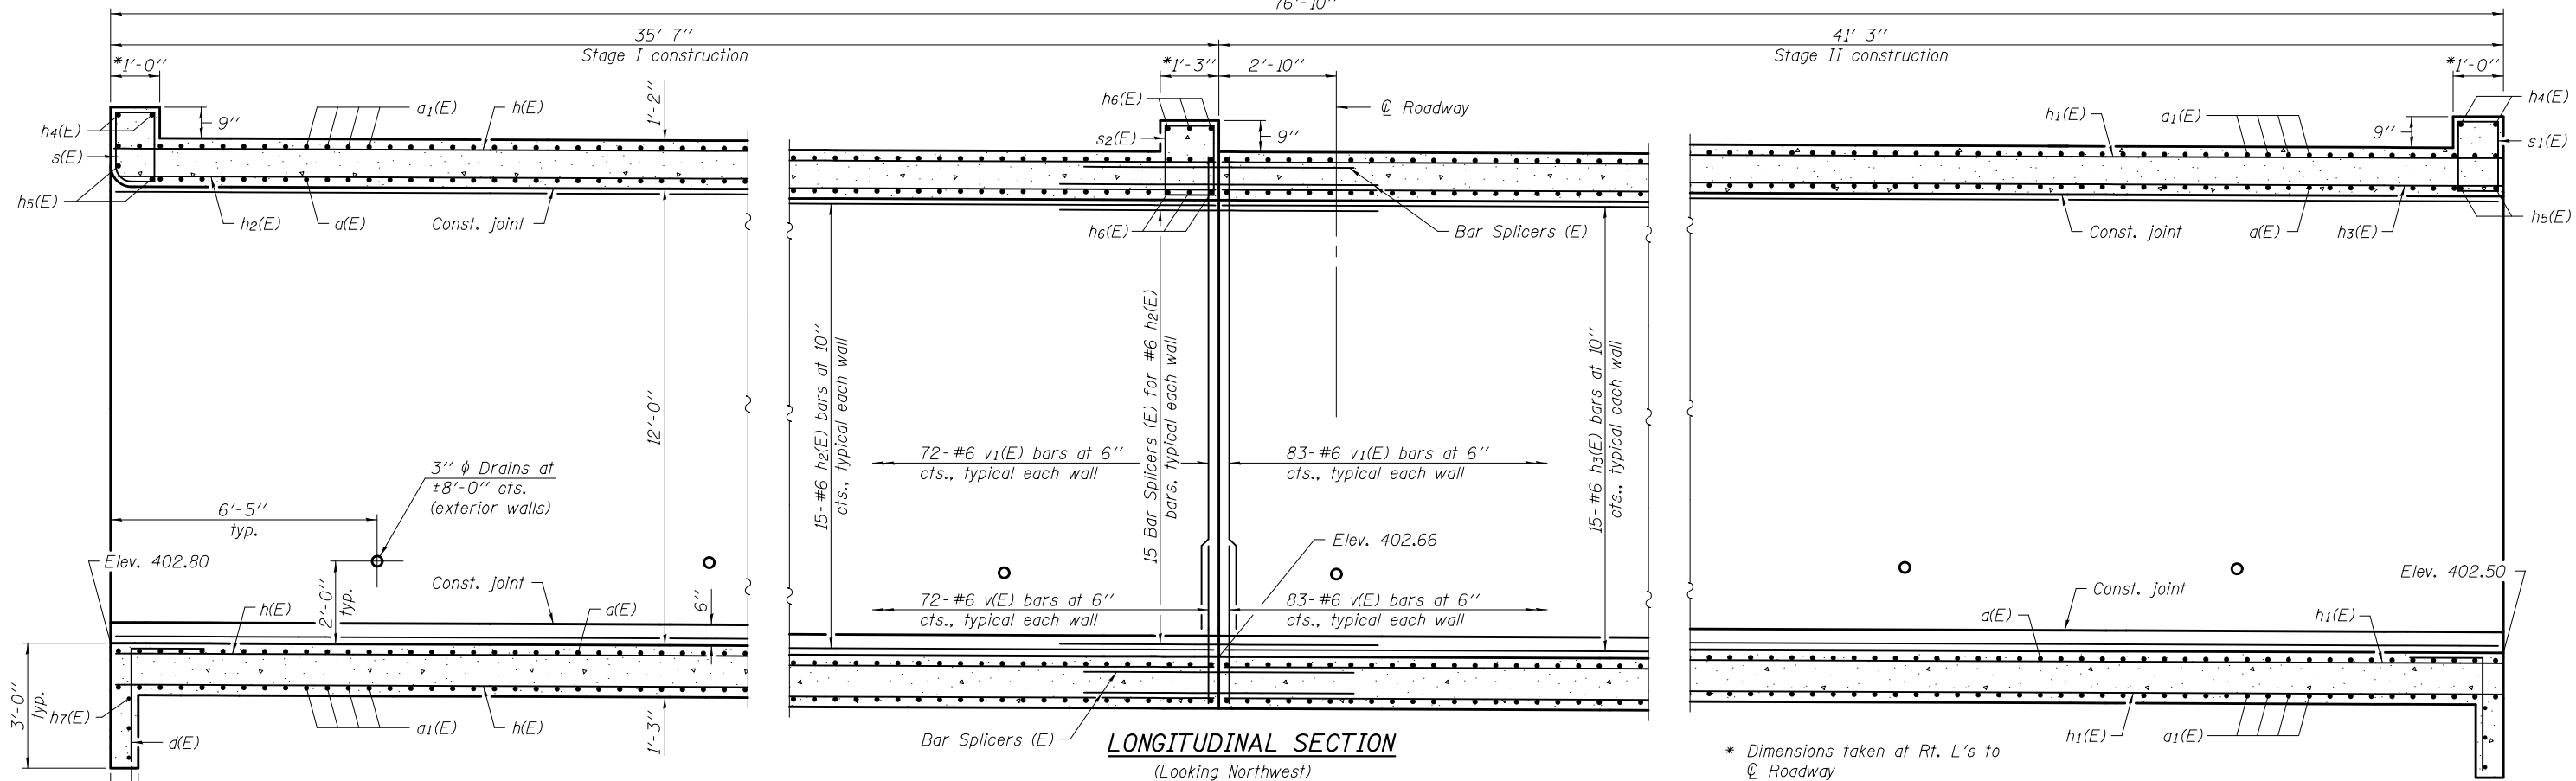 76'-10"
35'-7"
Stage I construction
41'-3"
Stage II construction
*1'-0"
*1'-3"
2'-10"
*1'-0"
a1(E)
h(E)
1'-2"
h6(E)
℄ Roadway
h4(E)
9"
h4(E)
s2(E)
9"
h1(E)
a1(E)
9"
s(E)
s1(E)
h5(E)
h2(E)
a(E)
Const. joint
h6(E)
Bar Splicers (E)
Const. joint
a(E)
h3(E)
h5(E)
12'-0"
15-#6 h2(E) bars at 10"
cts., typical each wall
15 Bar Splicers (E) for #6 h2(E)
bars, typical each wall
15-#6 h3(E) bars at 10"
cts., typical each wall
3" ϕ Drains at
±8'-0" cts.
(exterior walls)
72-#6 v1(E) bars at 6"
cts., typical each wall
83-#6 v1(E) bars at 6"
cts., typical each wall
6'-5"
typ.
Elev. 402.80
Elev. 402.66
Elev. 402.50
Const. joint
2'-0"
typ.
6"
h(E)
a(E)
72-#6 v(E) bars at 6"
cts., typical each wall
83-#6 v(E) bars at 6"
cts., typical each wall
Const. joint
a(E)
h1(E)
3'-0"
typ.
h7(E)
d(E)
a1(E)
h(E)
1'-3"
Bar Splicers (E)
h1(E)
a1(E)
LONGITUDINAL SECTION
(Looking Northwest)
* Dimensions taken at Rt. L's to
℄ Roadway